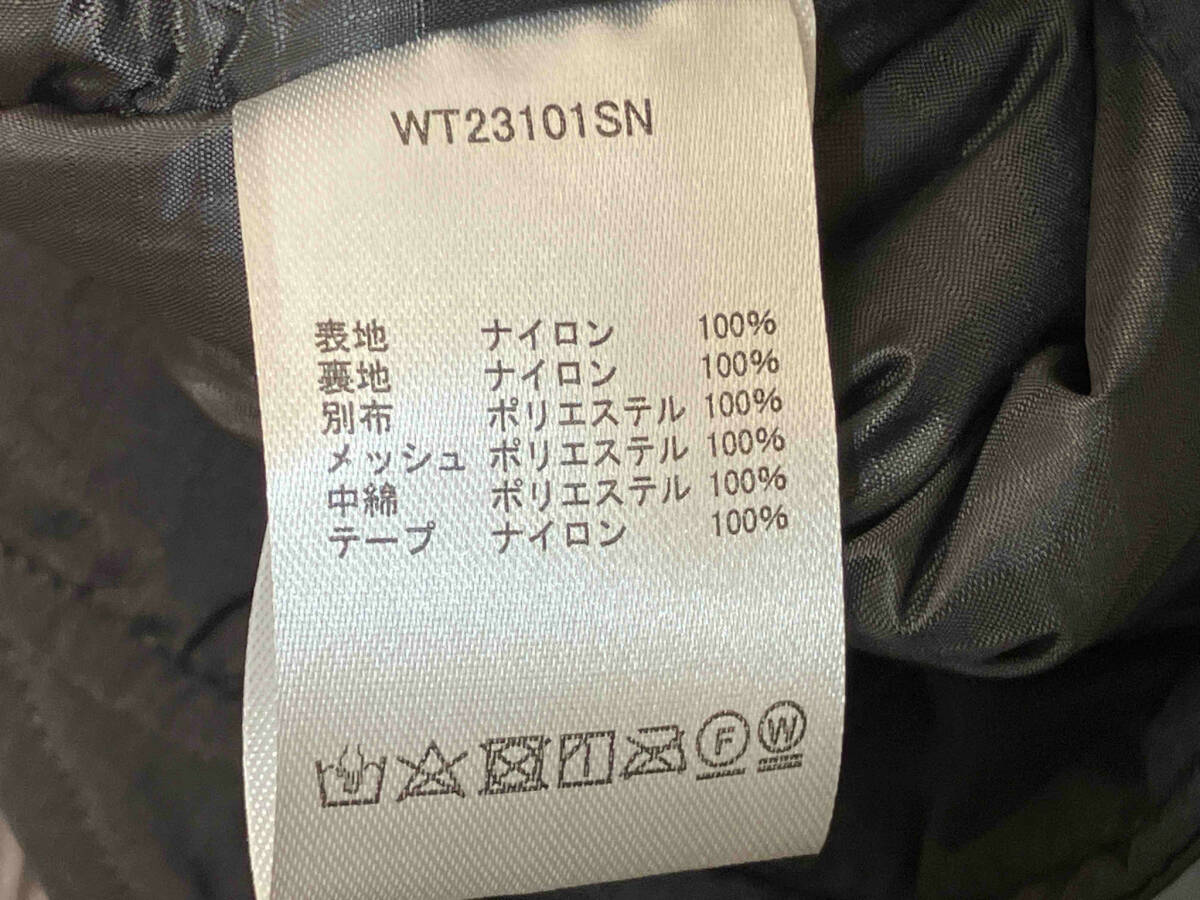 WT23101SN
表地 ナイロン 100%
裏地 ナイロン 100%
別布 ポリエステル 100%
メッシュ ポリエステル 100%
中綿 ポリエステル 100%
テープ ナイロン 100%
F W